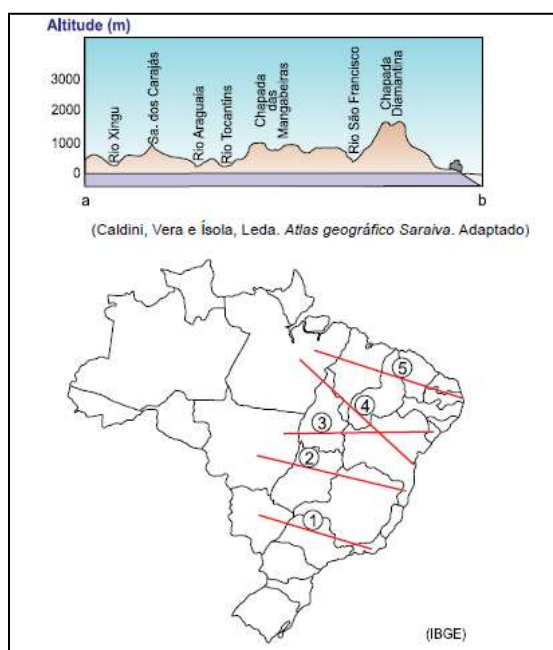 Altitude (m)
3000
2000
1000
0
Rio Xingu
Sa. dos Carajás
Rio Araguaia
Rio Tocantins
Chapada
das
Mangabeiras
Rio São Francisco
Chapada
Diamantina
a
b
(Caldini, Vera e Ísola, Leda. Atlas geográfico Saraiva. Adaptado)
5
4
3
2
1
(IBGE)